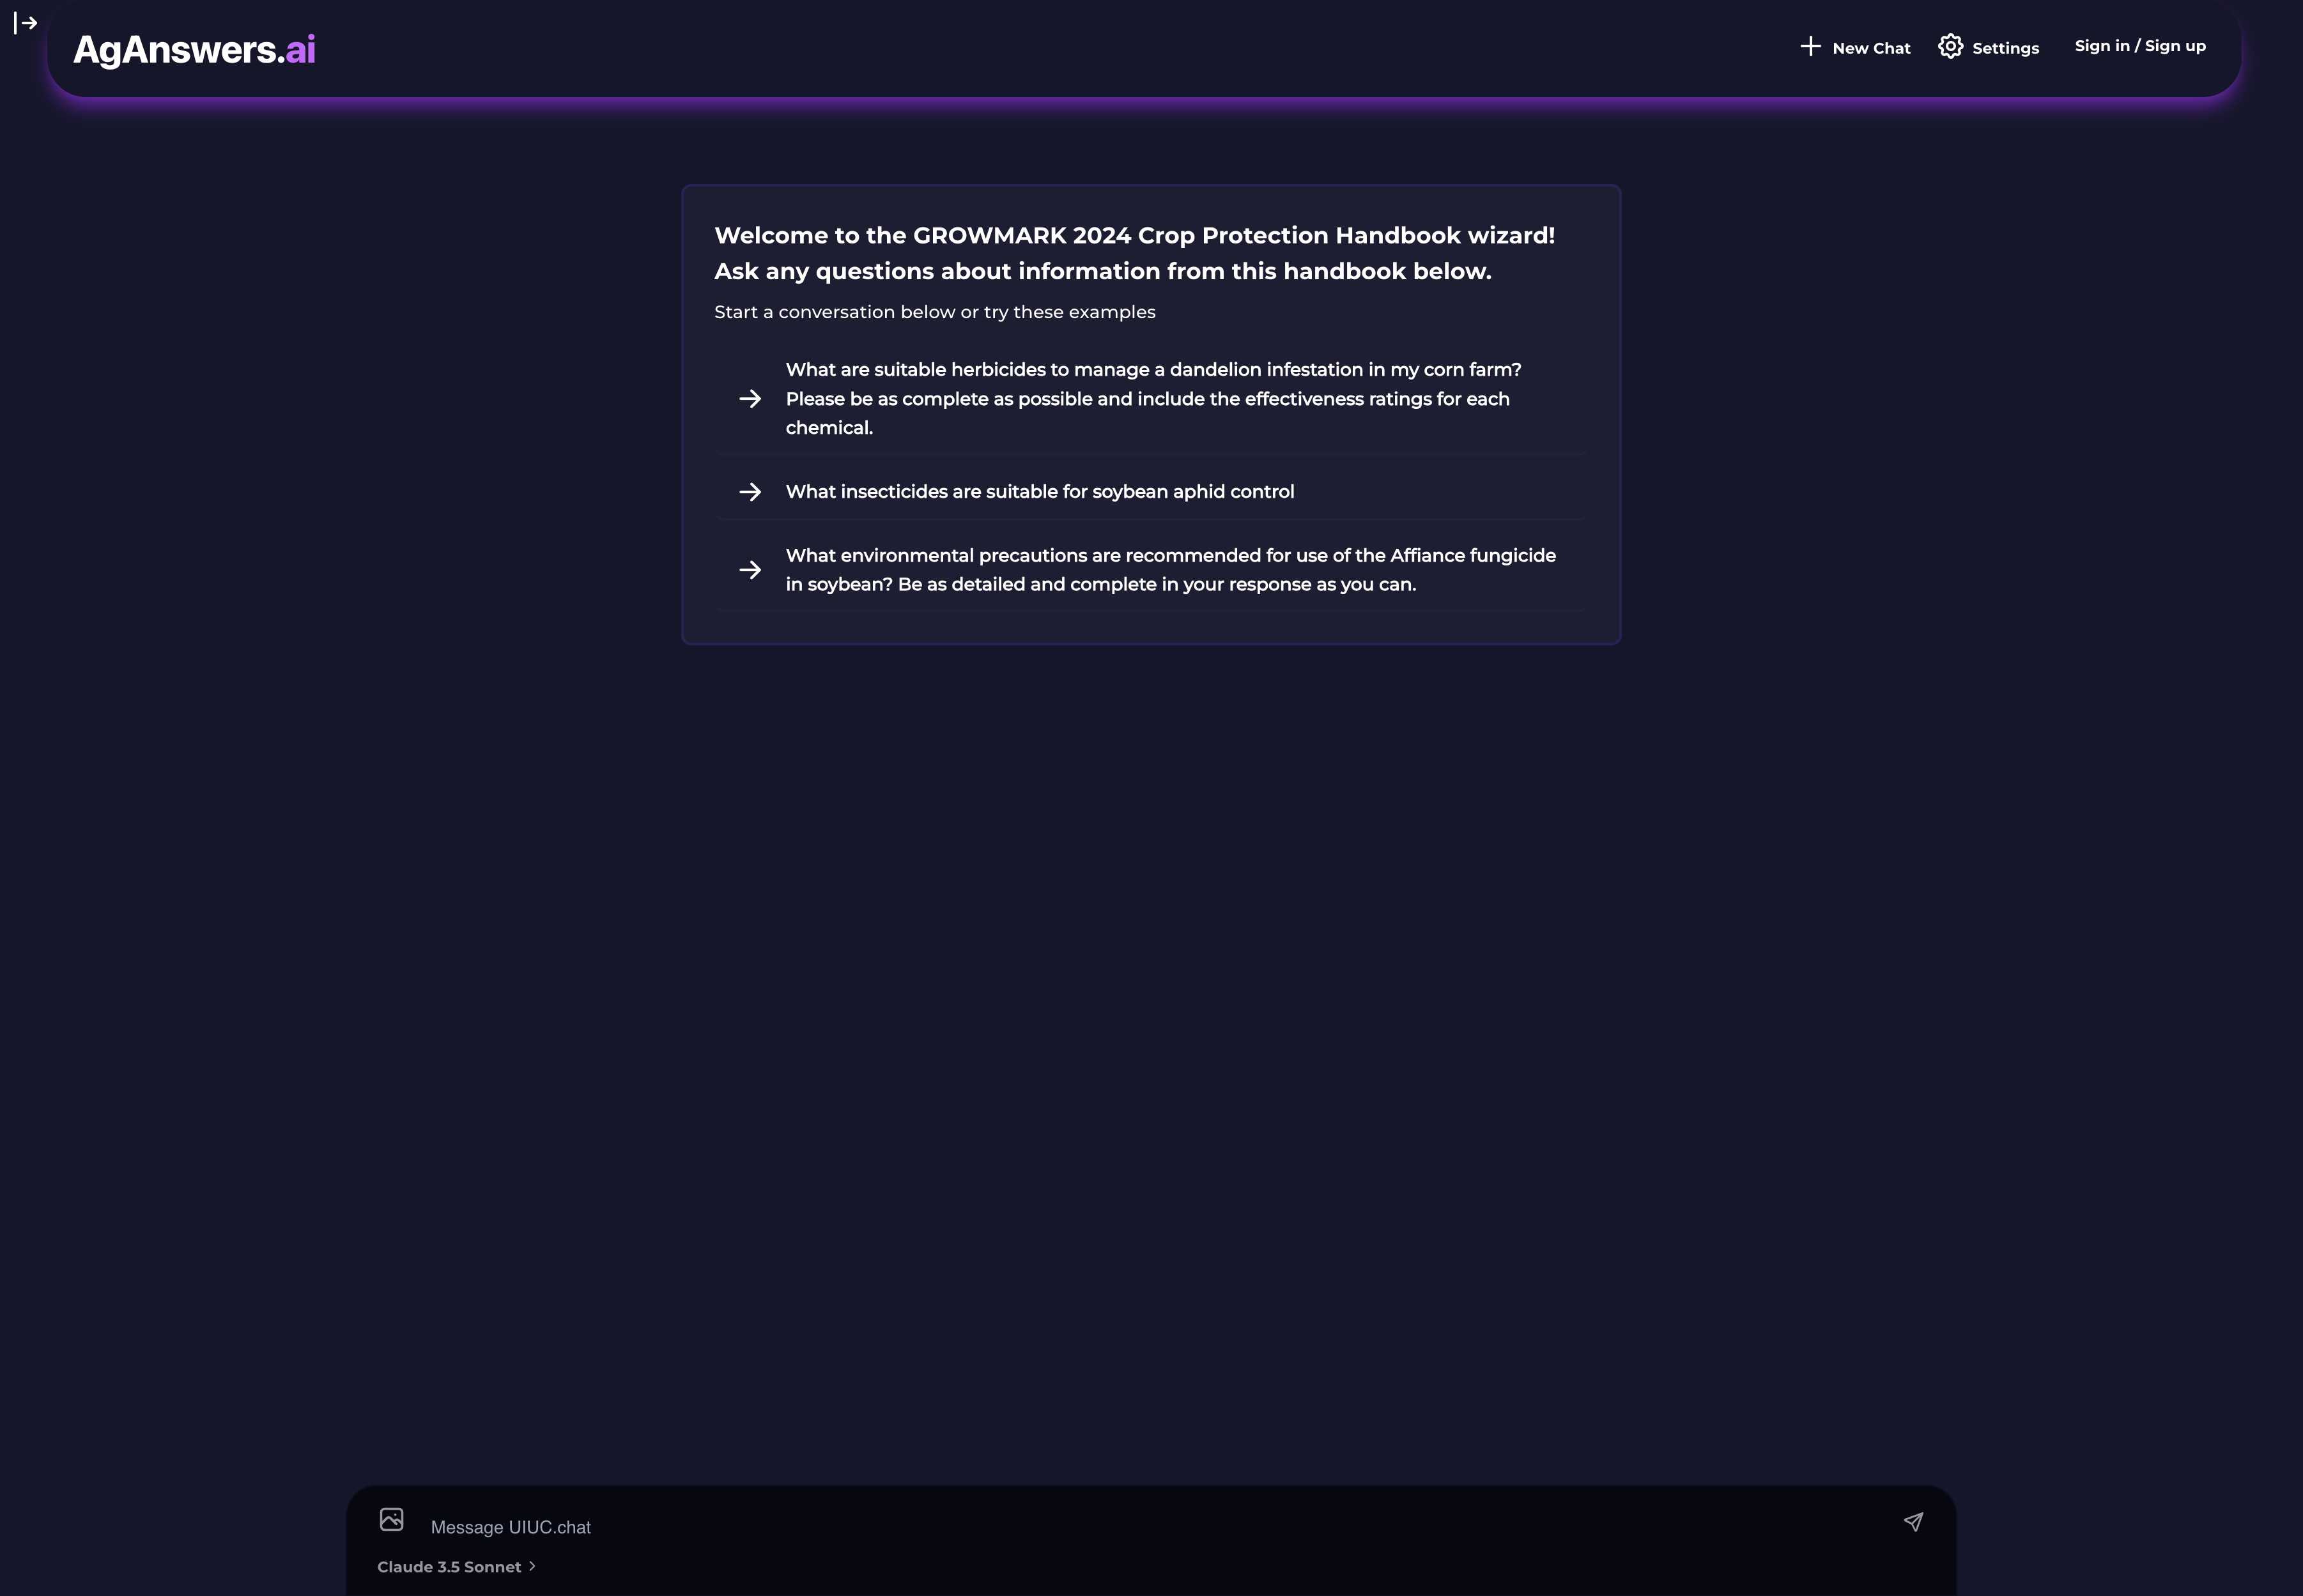 AgAnswers.ai
New Chat
Settings
Sign in / Sign up
Welcome to the GROWMARK 2024 Crop Protection Handbook wizard!
Ask any questions about information from this handbook below.
Start a conversation below or try these examples
What are suitable herbicides to manage a dandelion infestation in my corn farm?
Please be as complete as possible and include the effectiveness ratings for each
chemical.
What insecticides are suitable for soybean aphid control
What environmental precautions are recommended for use of the Affiance fungicide
in soybean? Be as detailed and complete in your response as you can.
Message UIUC.chat
Claude 3.5 Sonnet